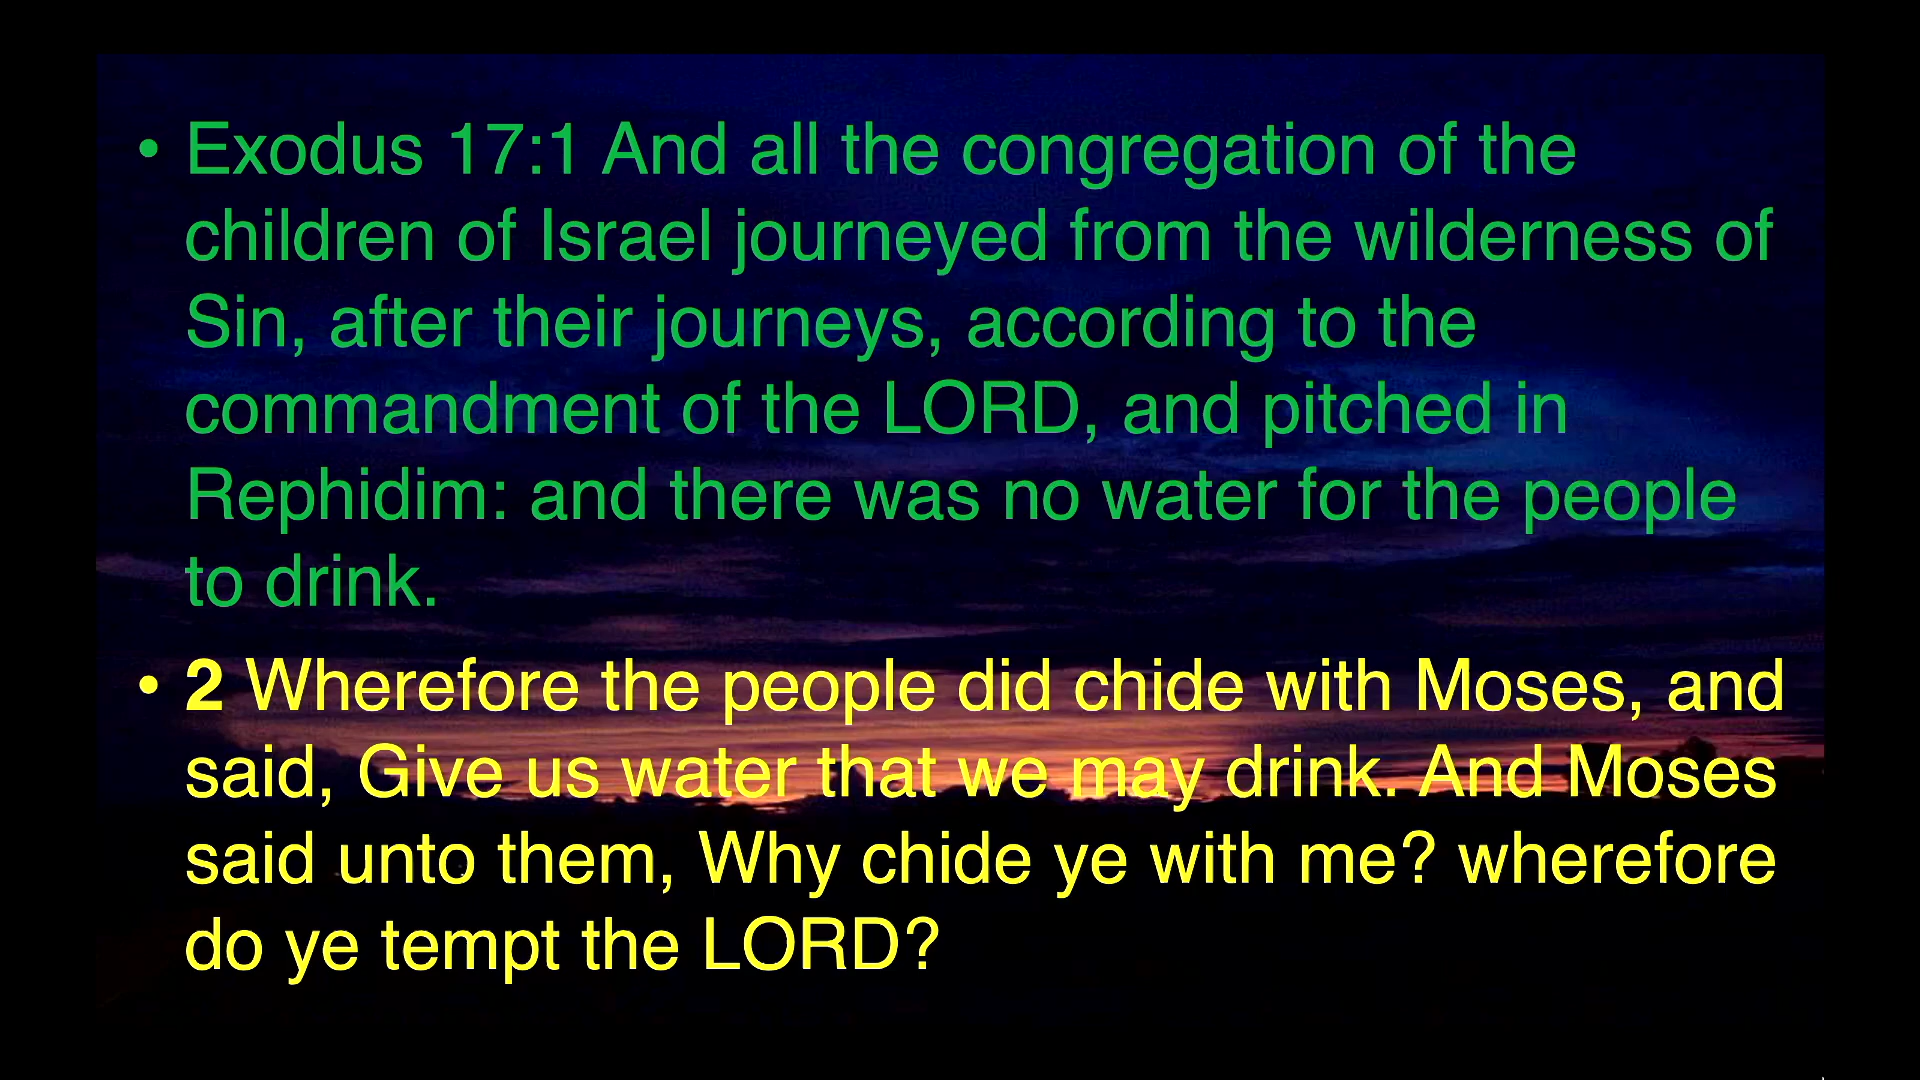 • Exodus 17:1 And all the congregation of the
children of Israel journeyed from the wilderness of
Sin, after their journeys, according to the
commandment of the LORD, and pitched in
Rephidim: and there was no water for the people
to drink.
• 2 Wherefore the people did chide with Moses, and
said, Give us water that we may drink. And Moses
said unto them, Why chide ye with me? wherefore
do ye tempt the LORD?